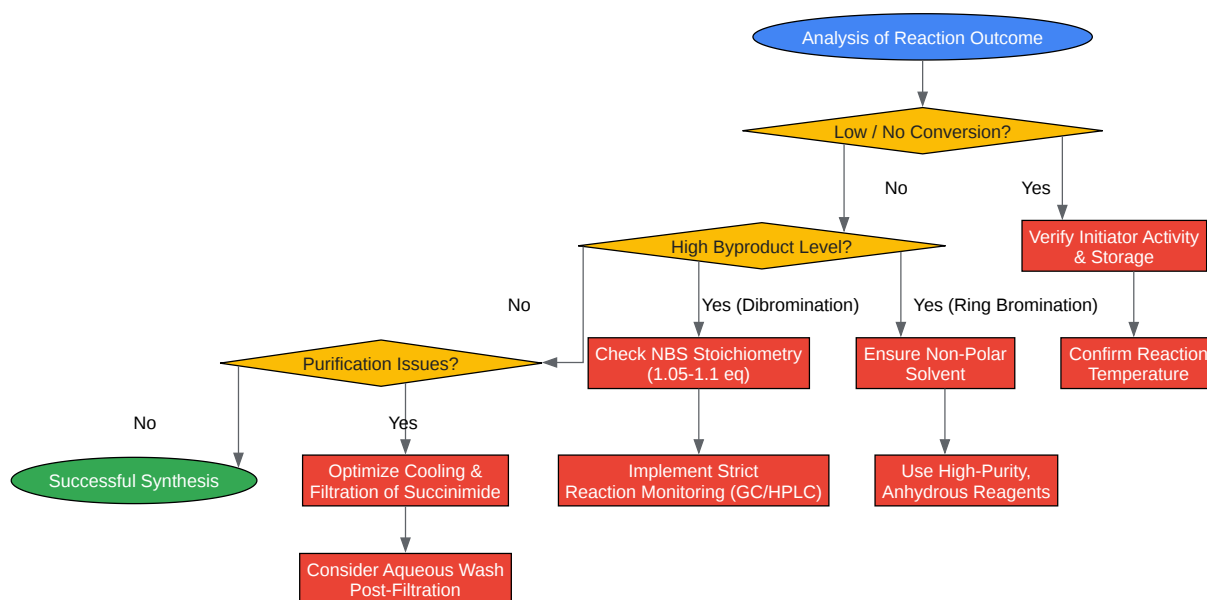 Analysis of Reaction Outcome
Low / No Conversion?
No
Yes
High Byproduct Level?
Verify Initiator Activity
& Storage
No
Yes (Dibromination)
Yes (Ring Bromination)
Purification Issues?
Check NBS Stoichiometry
(1.05-1.1 eq)
Ensure Non-Polar
Solvent
Confirm Reaction
Temperature
No
Yes
Successful Synthesis
Optimize Cooling &
Filtration of Succinimide
Implement Strict
Reaction Monitoring (GC/HPLC)
Use High-Purity,
Anhydrous Reagents
Consider Aqueous Wash
Post-Filtration